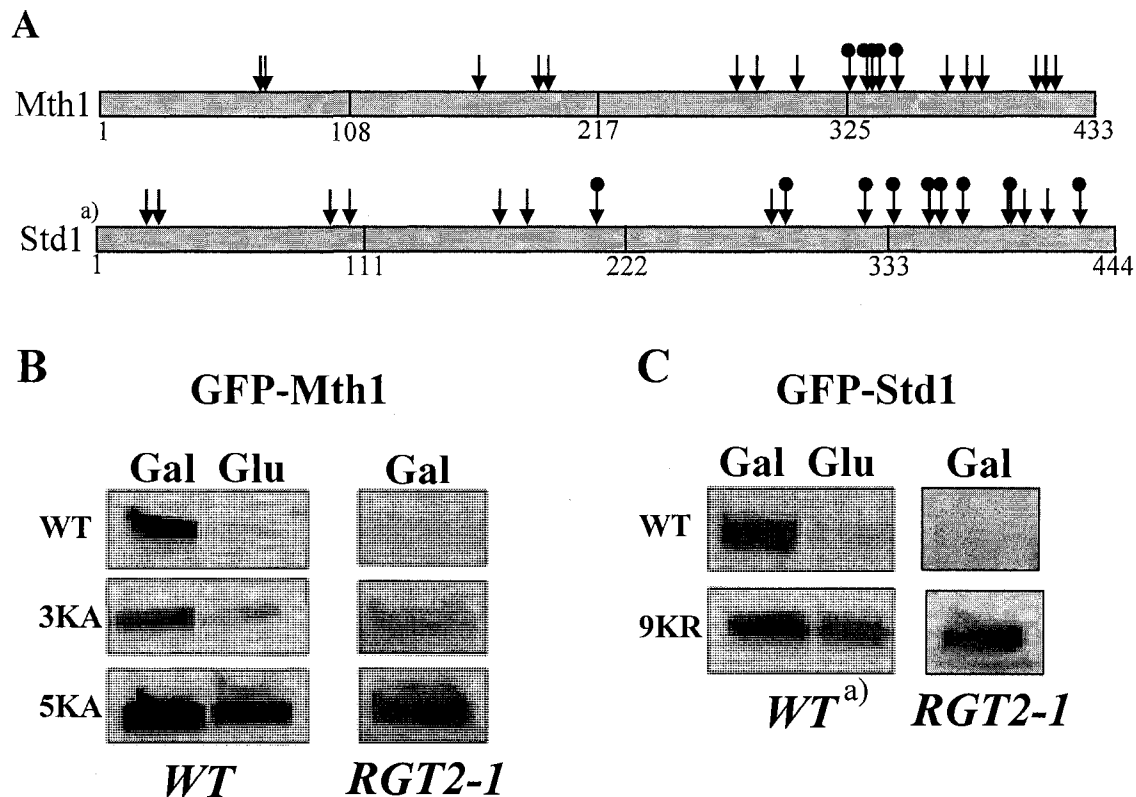 A
Mth1
1 108 217 325 433
Std1 a)
1 111 222 333 444
B
GFP-Mth1
Gal Glu Gal
WT
3KA
5KA
WT RGT2-1
C
GFP-Std1
Gal Glu Gal
WT
9KR
WT a) RGT2-1